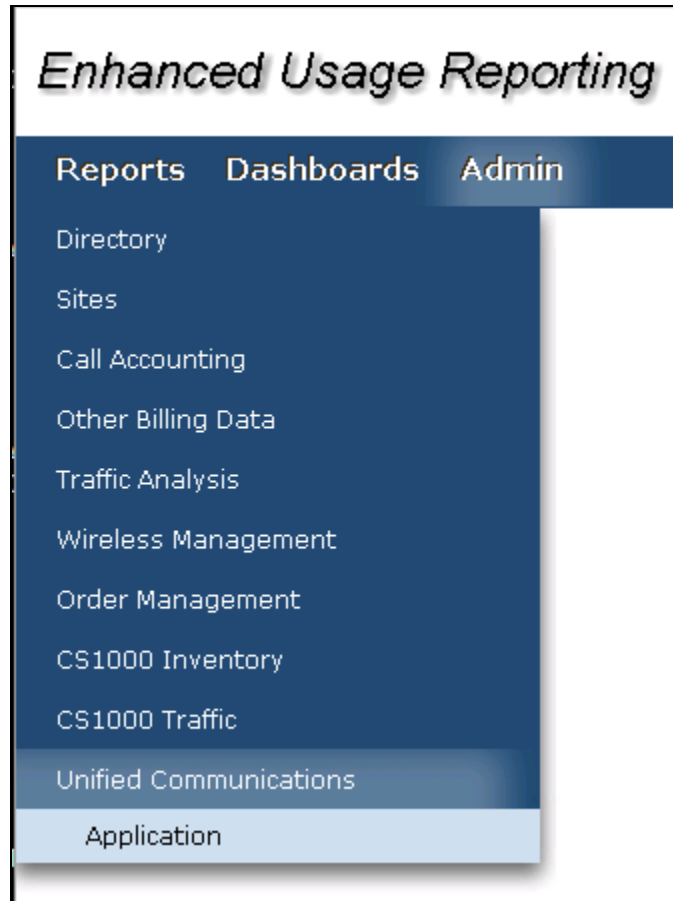 Enhanced Usage Reporting
Reports Dashboards Admin
Directory
Sites
Call Accounting
Other Billing Data
Traffic Analysis
Wireless Management
Order Management
CS1000 Inventory
CS1000 Traffic
Unified Communications
Application